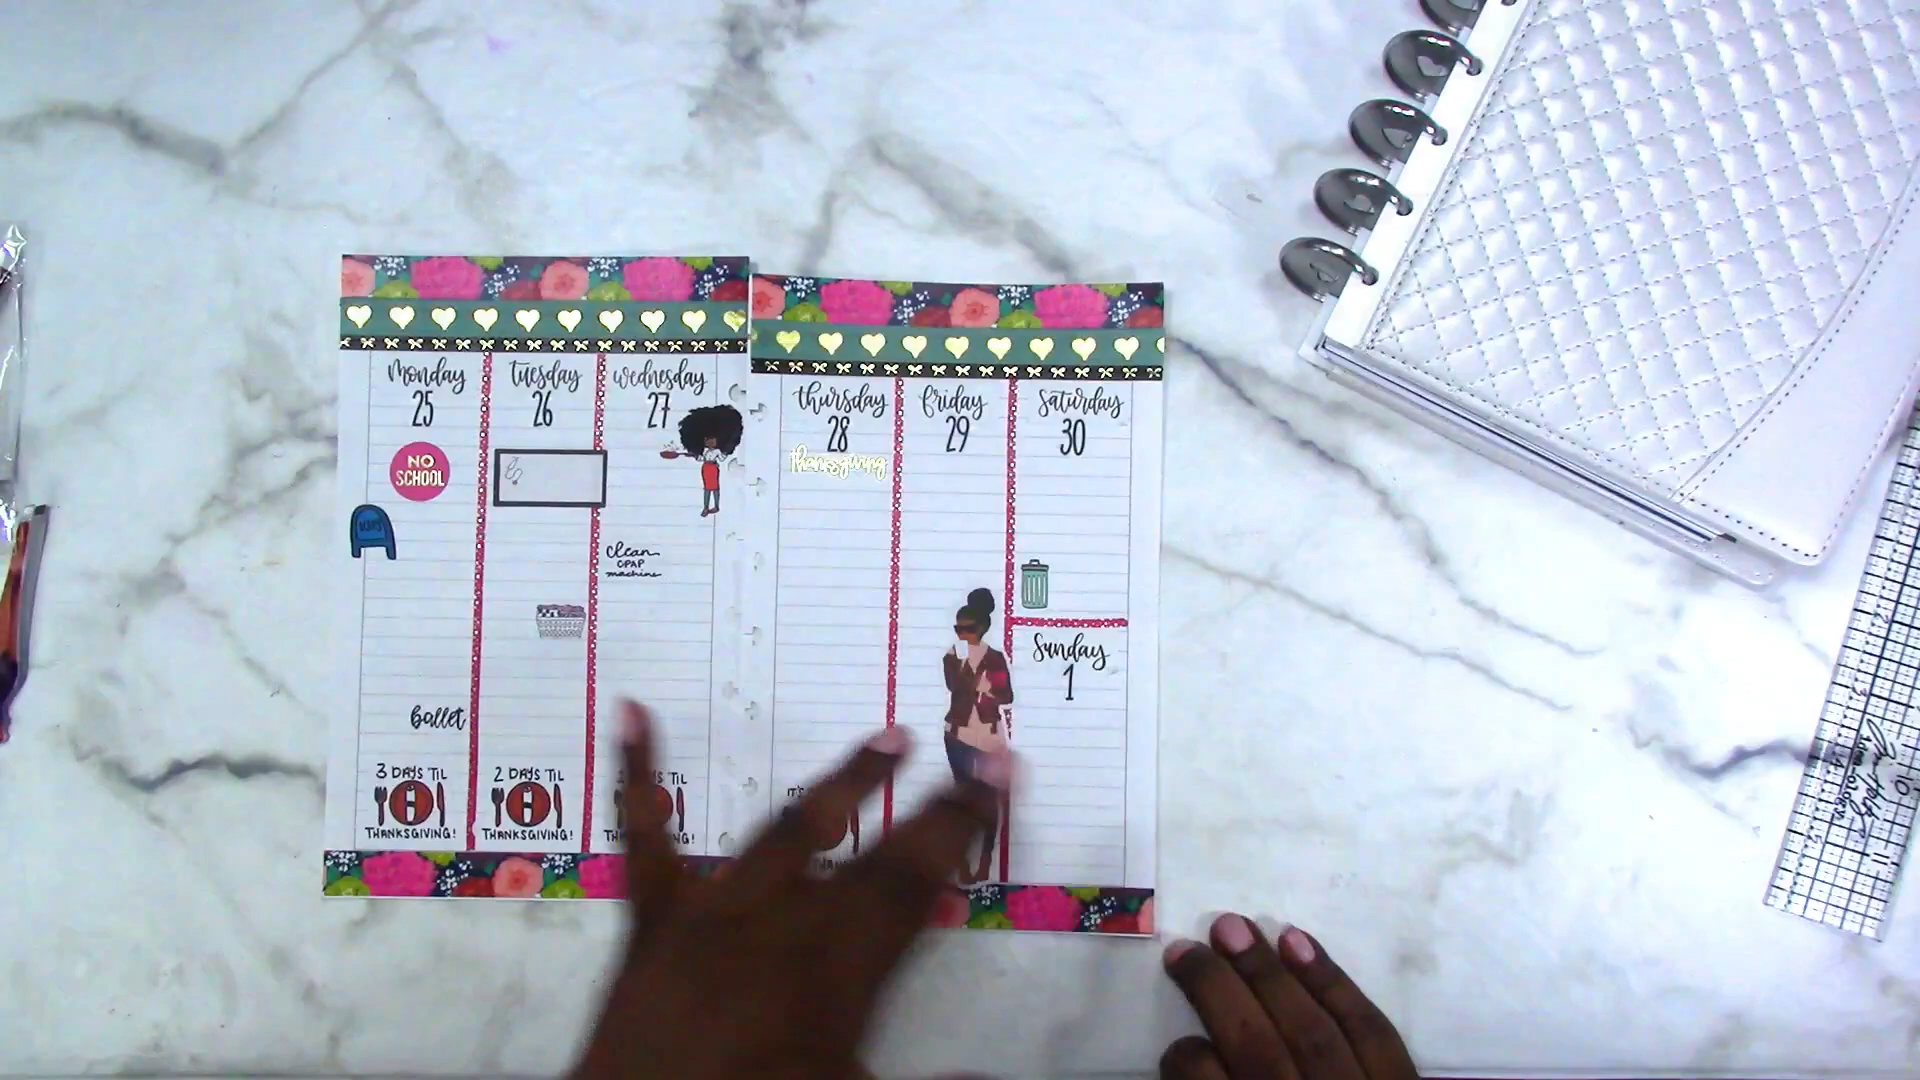 monday
25
tuesday
26
wednesday
27
thursday
28
friday
29
saturday
30
NO
SCHOOL
USPS
thanksgiving
clean
CPAP
machine
Sunday
1
ballet
3 DAYS TIL
THANKSGIVING!
2 DAYS TIL
THANKSGIVING!